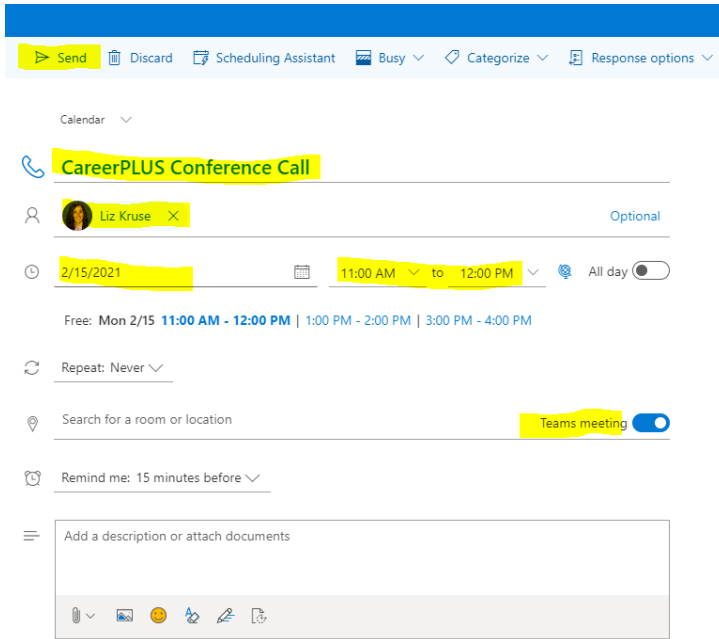 Send Discard Scheduling Assistant Busy Categorize Response options
Calendar
CareerPLUS Conference Call
Liz Kruse Optional
2/15/2021 11:00 AM to 12:00 PM All day
Free: Mon 2/15 11:00 AM - 12:00 PM | 1:00 PM - 2:00 PM | 3:00 PM - 4:00 PM
Repeat: Never
Search for a room or location Teams meeting
Remind me: 15 minutes before
Add a description or attach documents